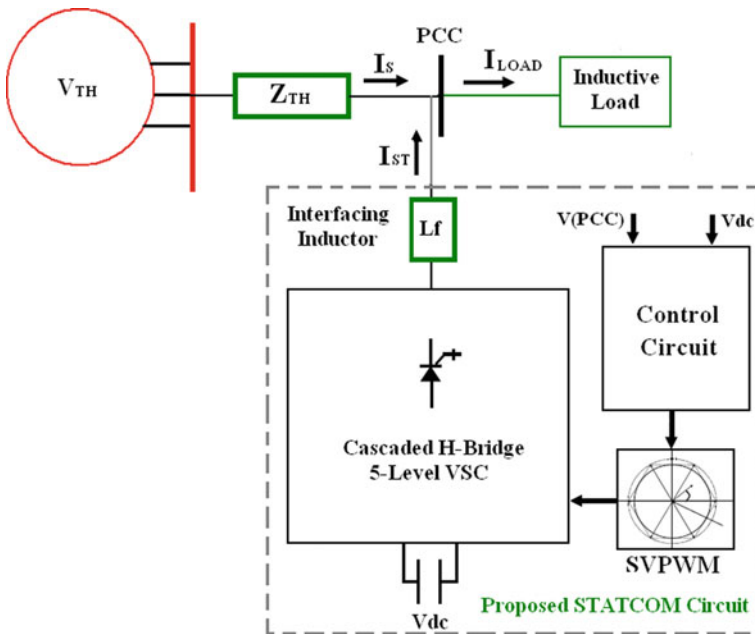 PCC
VTH
ZTH
IS
ILOAD
Inductive
Load
IST
Interfacing
Inductor
Lf
V(PCC)
Vdc
Control
Circuit
Cascaded H-Bridge
5-Level VSC
SVPWM
Vdc
Proposed STATCOM Circuit